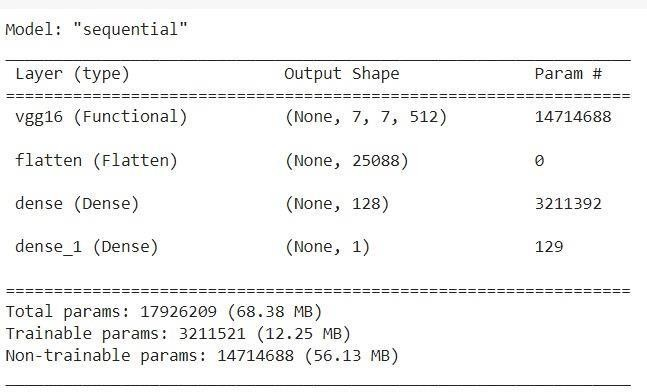 Model: "sequential"
Layer (type) Output Shape Param #
vgg16 (Functional) (None, 7, 7, 512) 14714688
flatten (Flatten) (None, 25088) 0
dense (Dense) (None, 128) 3211392
dense_1 (Dense) (None, 1) 129
Total params: 17926209 (68.38 MB)
Trainable params: 3211521 (12.25 MB)
Non-trainable params: 14714688 (56.13 MB)